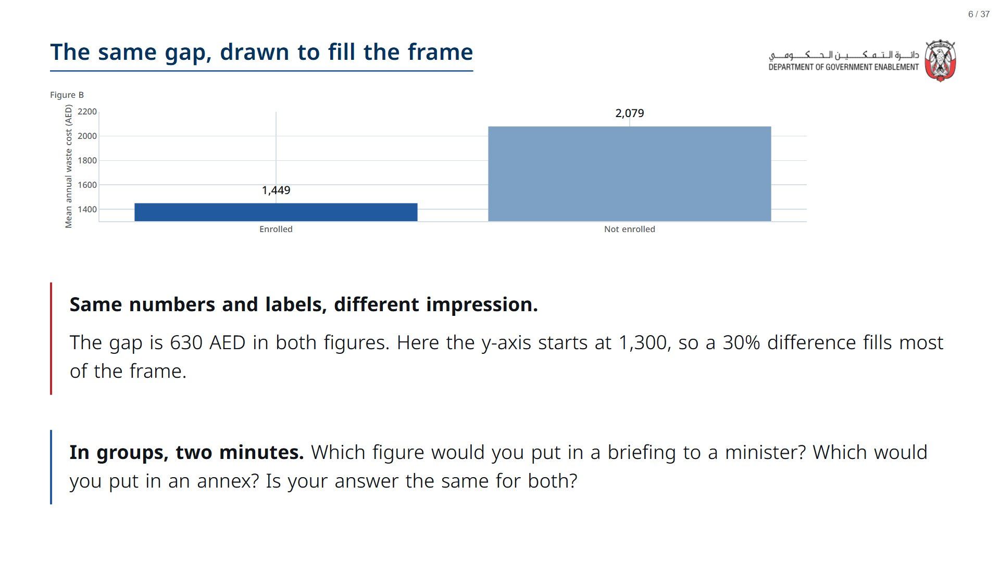 6 / 37
The same gap, drawn to fill the frame
دائرة التمكين الحكومي
DEPARTMENT OF GOVERNMENT ENABLEMENT
Figure B
Mean annual waste cost (AED)
2200
2000
1800
1600
1400
1,449
2,079
Enrolled
Not enrolled
Same numbers and labels, different impression.
The gap is 630 AED in both figures. Here the y-axis starts at 1,300, so a 30% difference fills most
of the frame.
In groups, two minutes. Which figure would you put in a briefing to a minister? Which would
you put in an annex? Is your answer the same for both?